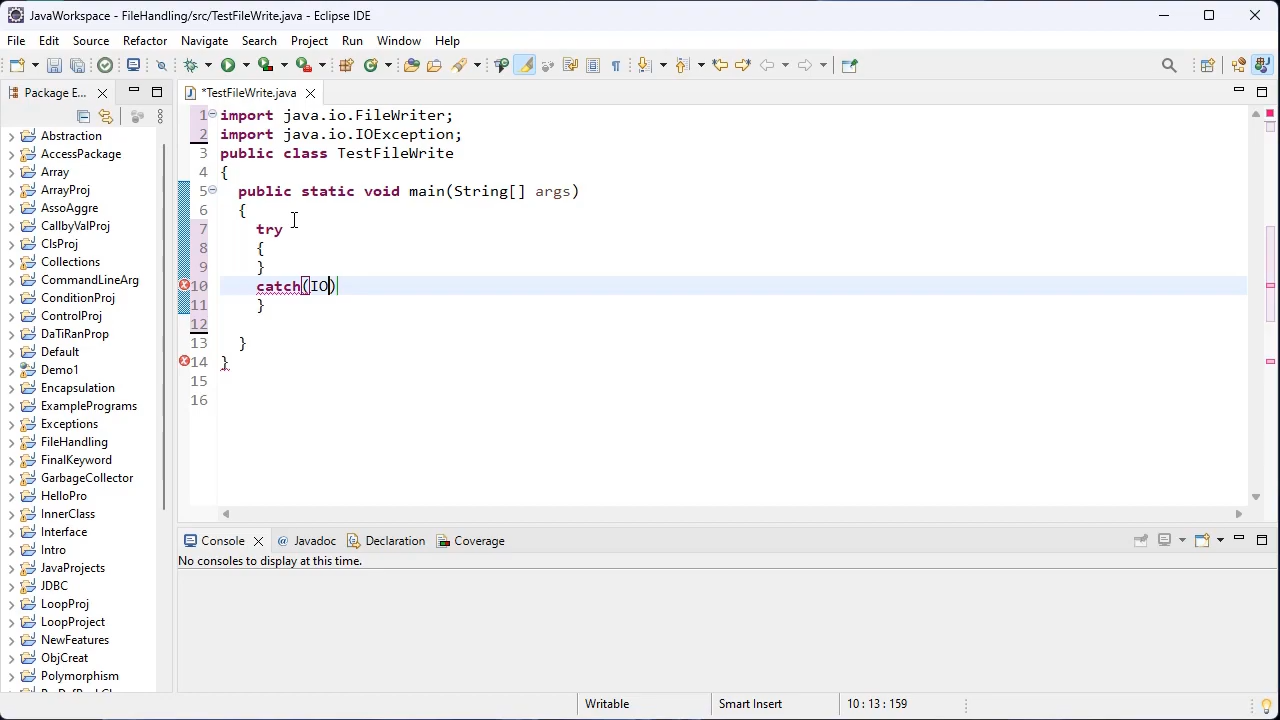 JavaWorkspace - FileHandling/src/TestFileWrite.java - Eclipse IDE
File Edit Source Refactor Navigate Search Project Run Window Help
Package E...
*TestFileWrite.java
1 import java.io.FileWriter;
2 import java.io.IOException;
3 public class TestFileWrite
4 {
5 public static void main(String[] args)
6 {
7 try
8 {
9 }
10 catch(IO)
11 }
12
13 }
14 }
15
16
Abstraction
AccessPackage
Array
ArrayProj
AssoAggre
CallbyValProj
ClsProj
Collections
CommandLineArg
ConditionProj
ControlProj
DaTiRanProp
Default
Demo1
Encapsulation
ExamplePrograms
Exceptions
FileHandling
FinalKeyword
GarbageCollector
HelloPro
InnerClass
Interface
Intro
JavaProjects
JDBC
LoopProj
LoopProject
NewFeatures
ObjCreat
Polymorphism
Console @ Javadoc Declaration Coverage
No consoles to display at this time.
Writable Smart Insert 10 : 13 : 159